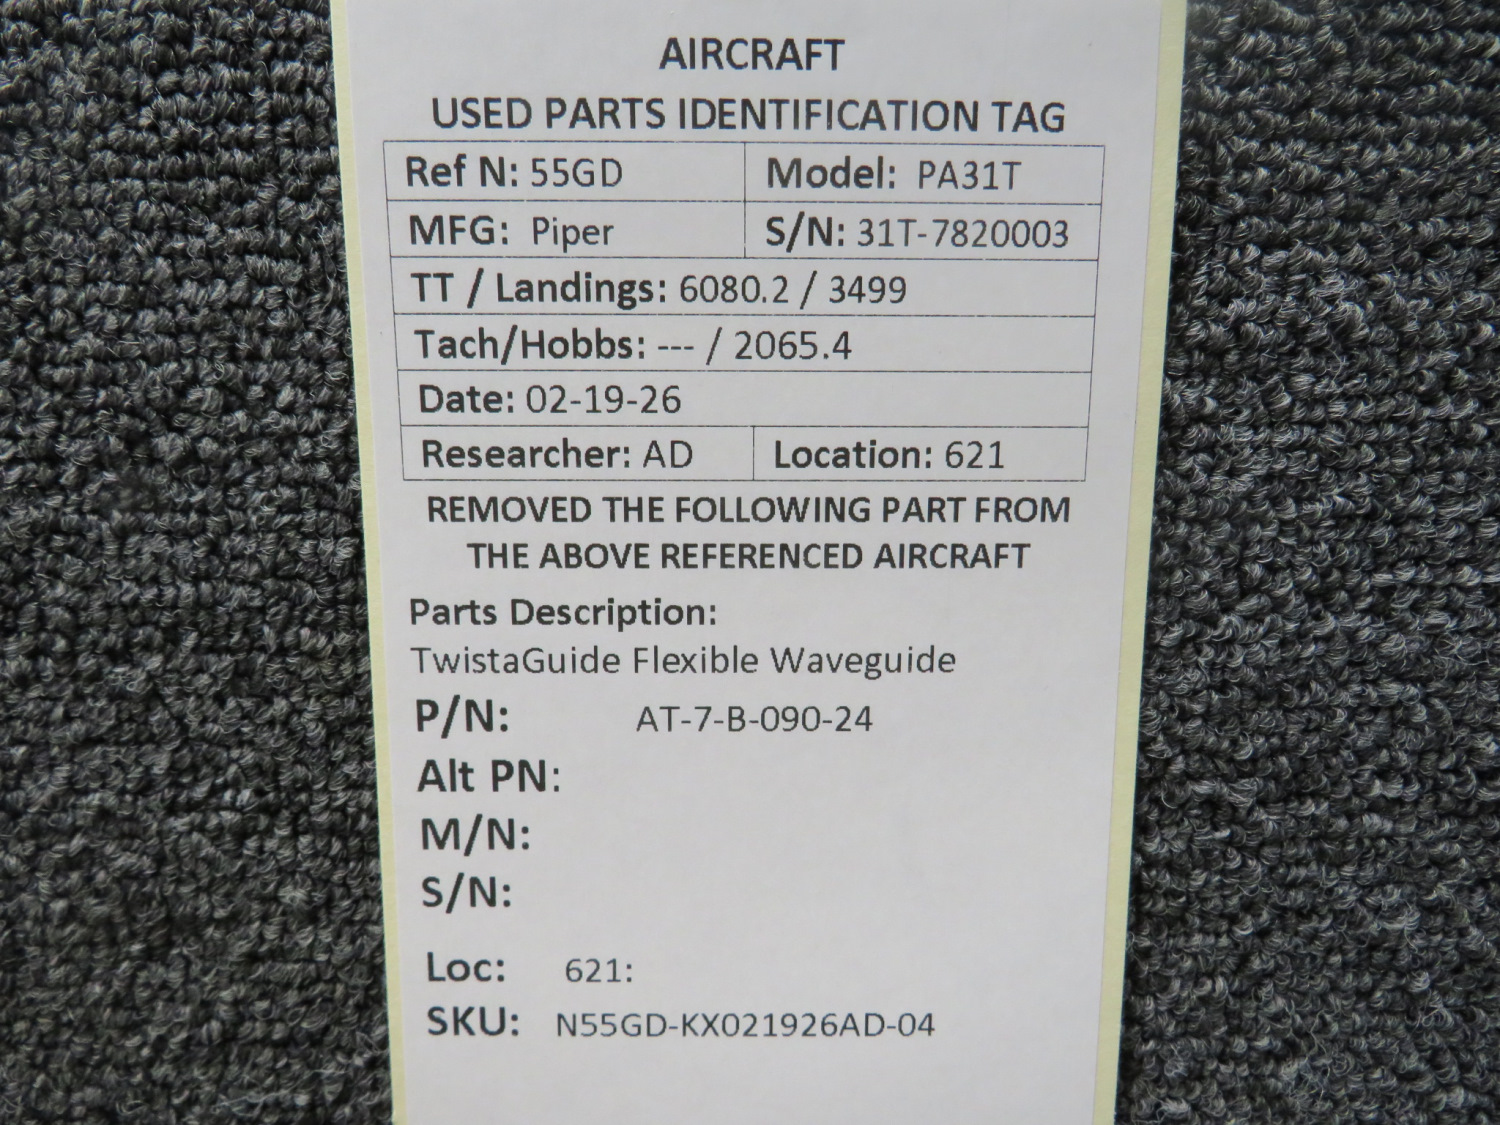 AIRCRAFT
USED PARTS IDENTIFICATION TAG
Ref N: 55GD Model: PA31T
MFG: Piper S/N: 31T-7820003
TT / Landings: 6080.2 / 3499
Tach/Hobbs: --- / 2065.4
Date: 02-19-26
Researcher: AD Location: 621
REMOVED THE FOLLOWING PART FROM
THE ABOVE REFERENCED AIRCRAFT
Parts Description:
TwistaGuide Flexible Waveguide
P/N: AT-7-B-090-24
Alt PN:
M/N:
S/N:
Loc: 621:
SKU: N55GD-KX021926AD-04